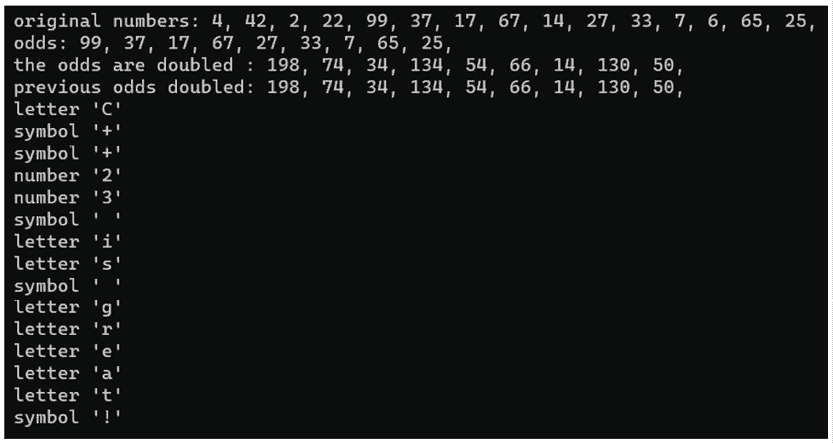 original numbers: 4, 42, 2, 22, 99, 37, 17, 67, 14, 27, 33, 7, 6, 65, 25,
odds: 99, 37, 17, 67, 27, 33, 7, 65, 25,
the odds are doubled : 198, 74, 34, 134, 54, 66, 14, 130, 50,
previous odds doubled: 198, 74, 34, 134, 54, 66, 14, 130, 50,
letter 'C'
symbol '+'
symbol '+'
number '2'
number '3'
symbol ' '
letter 'i'
letter 's'
symbol ' '
letter 'g'
letter 'r'
letter 'e'
letter 'a'
letter 't'
symbol '!'